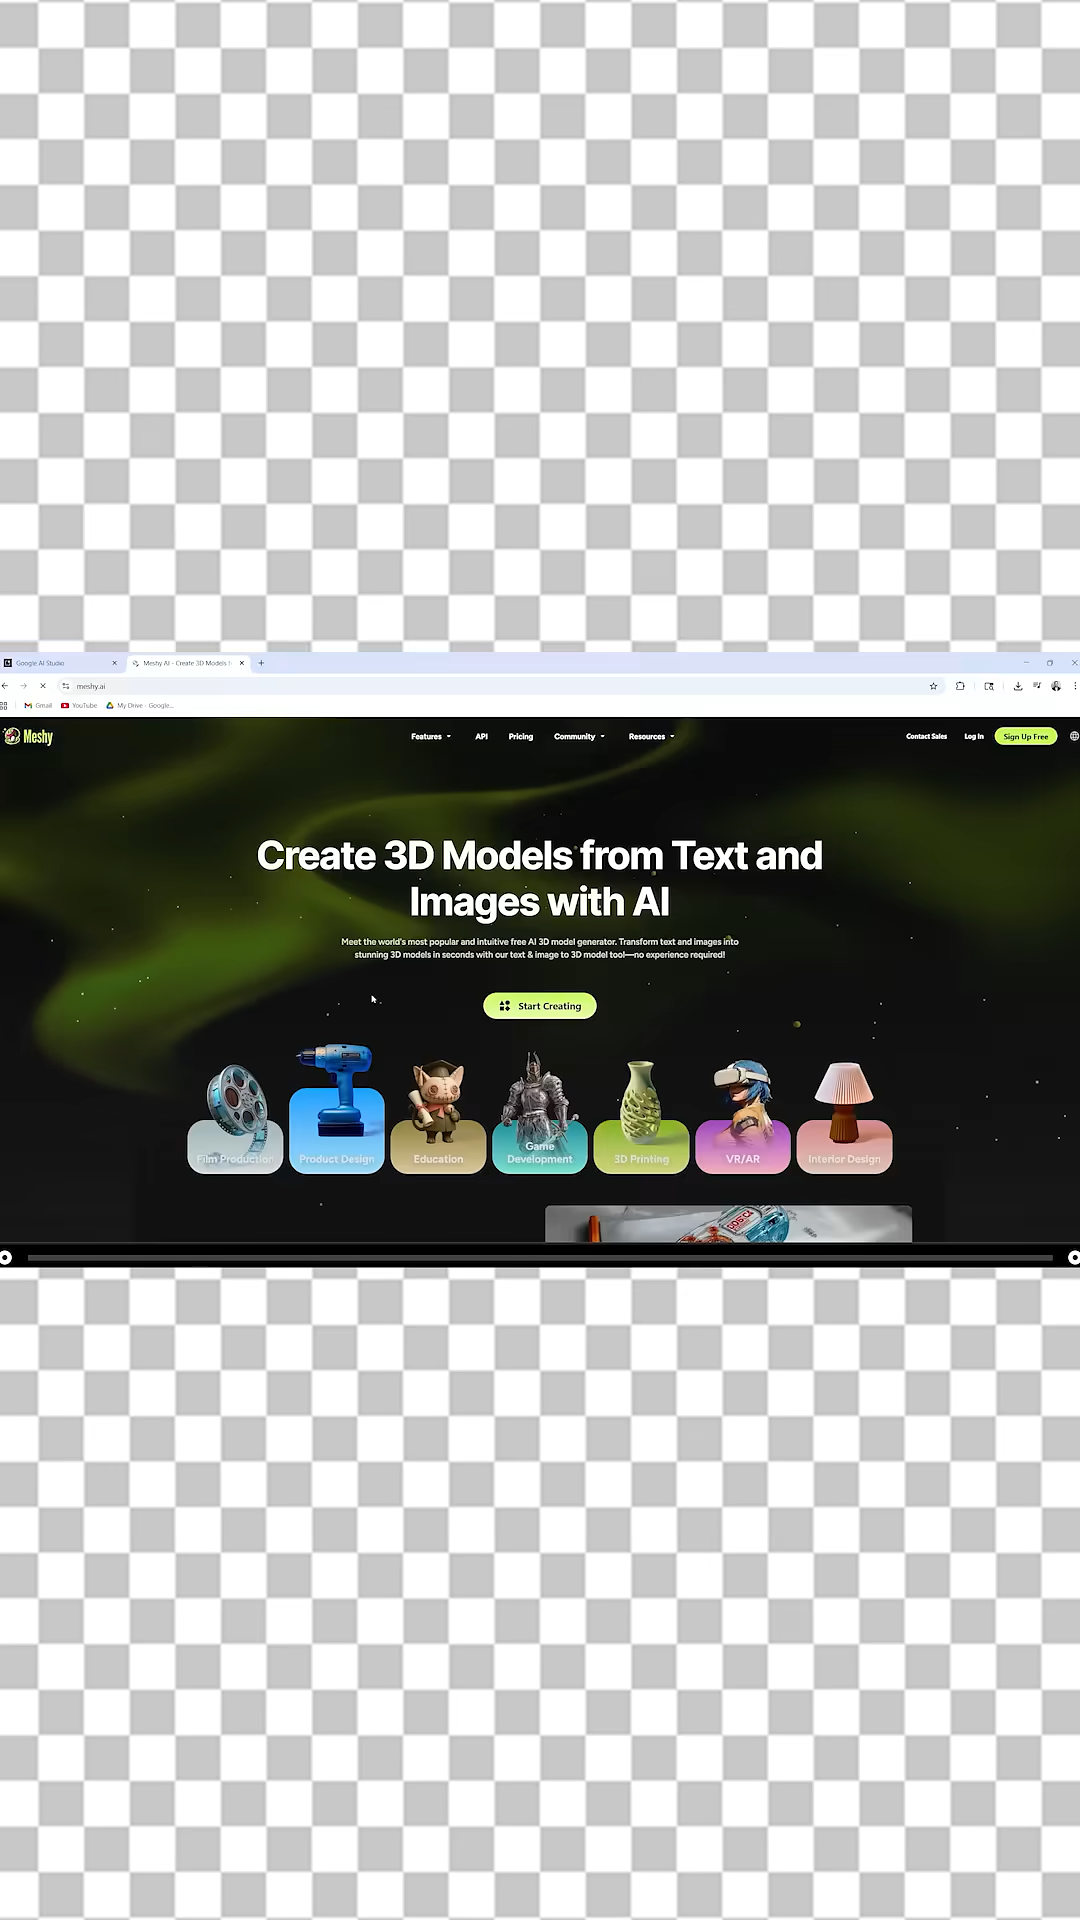 Google AI Studio
Meshy AI - Create 3D Models f
meshy.ai
Gmail YouTube My Drive - Google...
Meshy Features API Pricing Community Resources Contact Sales Log In Sign Up Free
Create 3D Models from Text and
Images with AI
Meet the world's most popular and intuitive free AI 3D model generator. Transform text and images into
stunning 3D models in seconds with our text & image to 3D model tool—no experience required!
Start Creating
Film Production
Product Design
Education
Game
Development
3D Printing
VR/AR
Interior Design